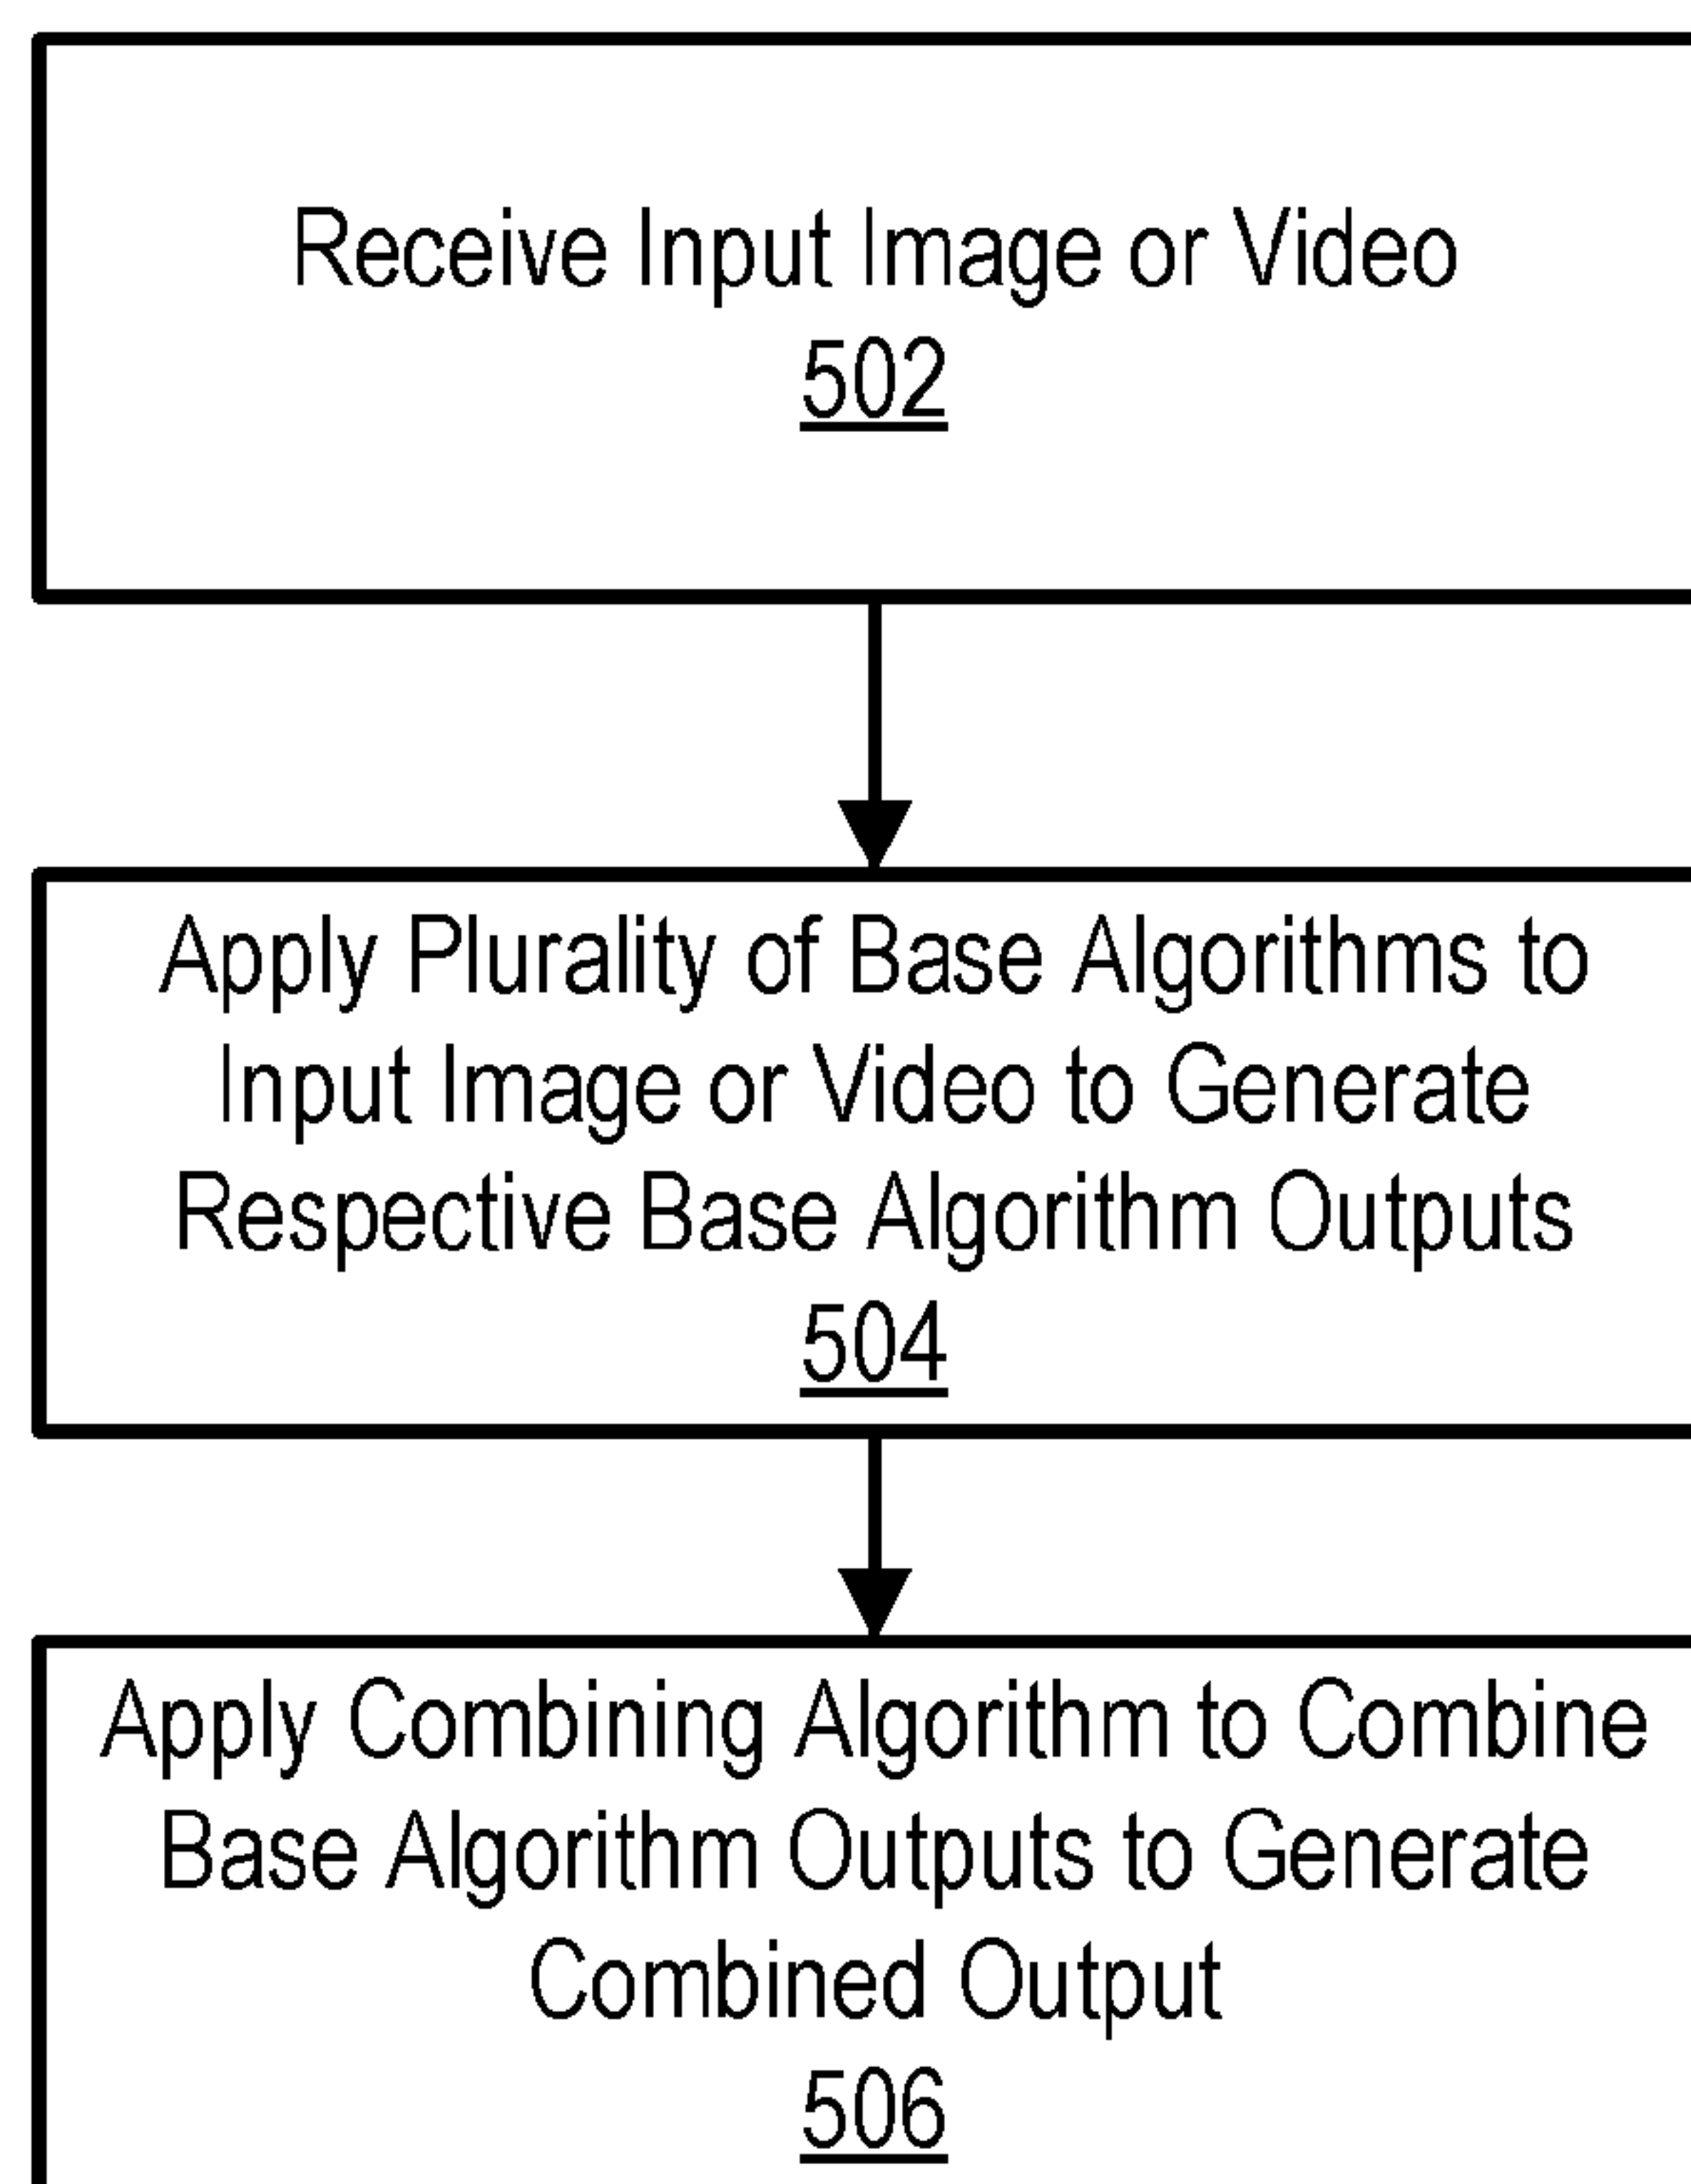 Receive Input Image or Video
502
Apply Plurality of Base Algorithms to
Input Image or Video to Generate
Respective Base Algorithm Outputs
504
Apply Combining Algorithm to Combine
Base Algorithm Outputs to Generate
Combined Output
506